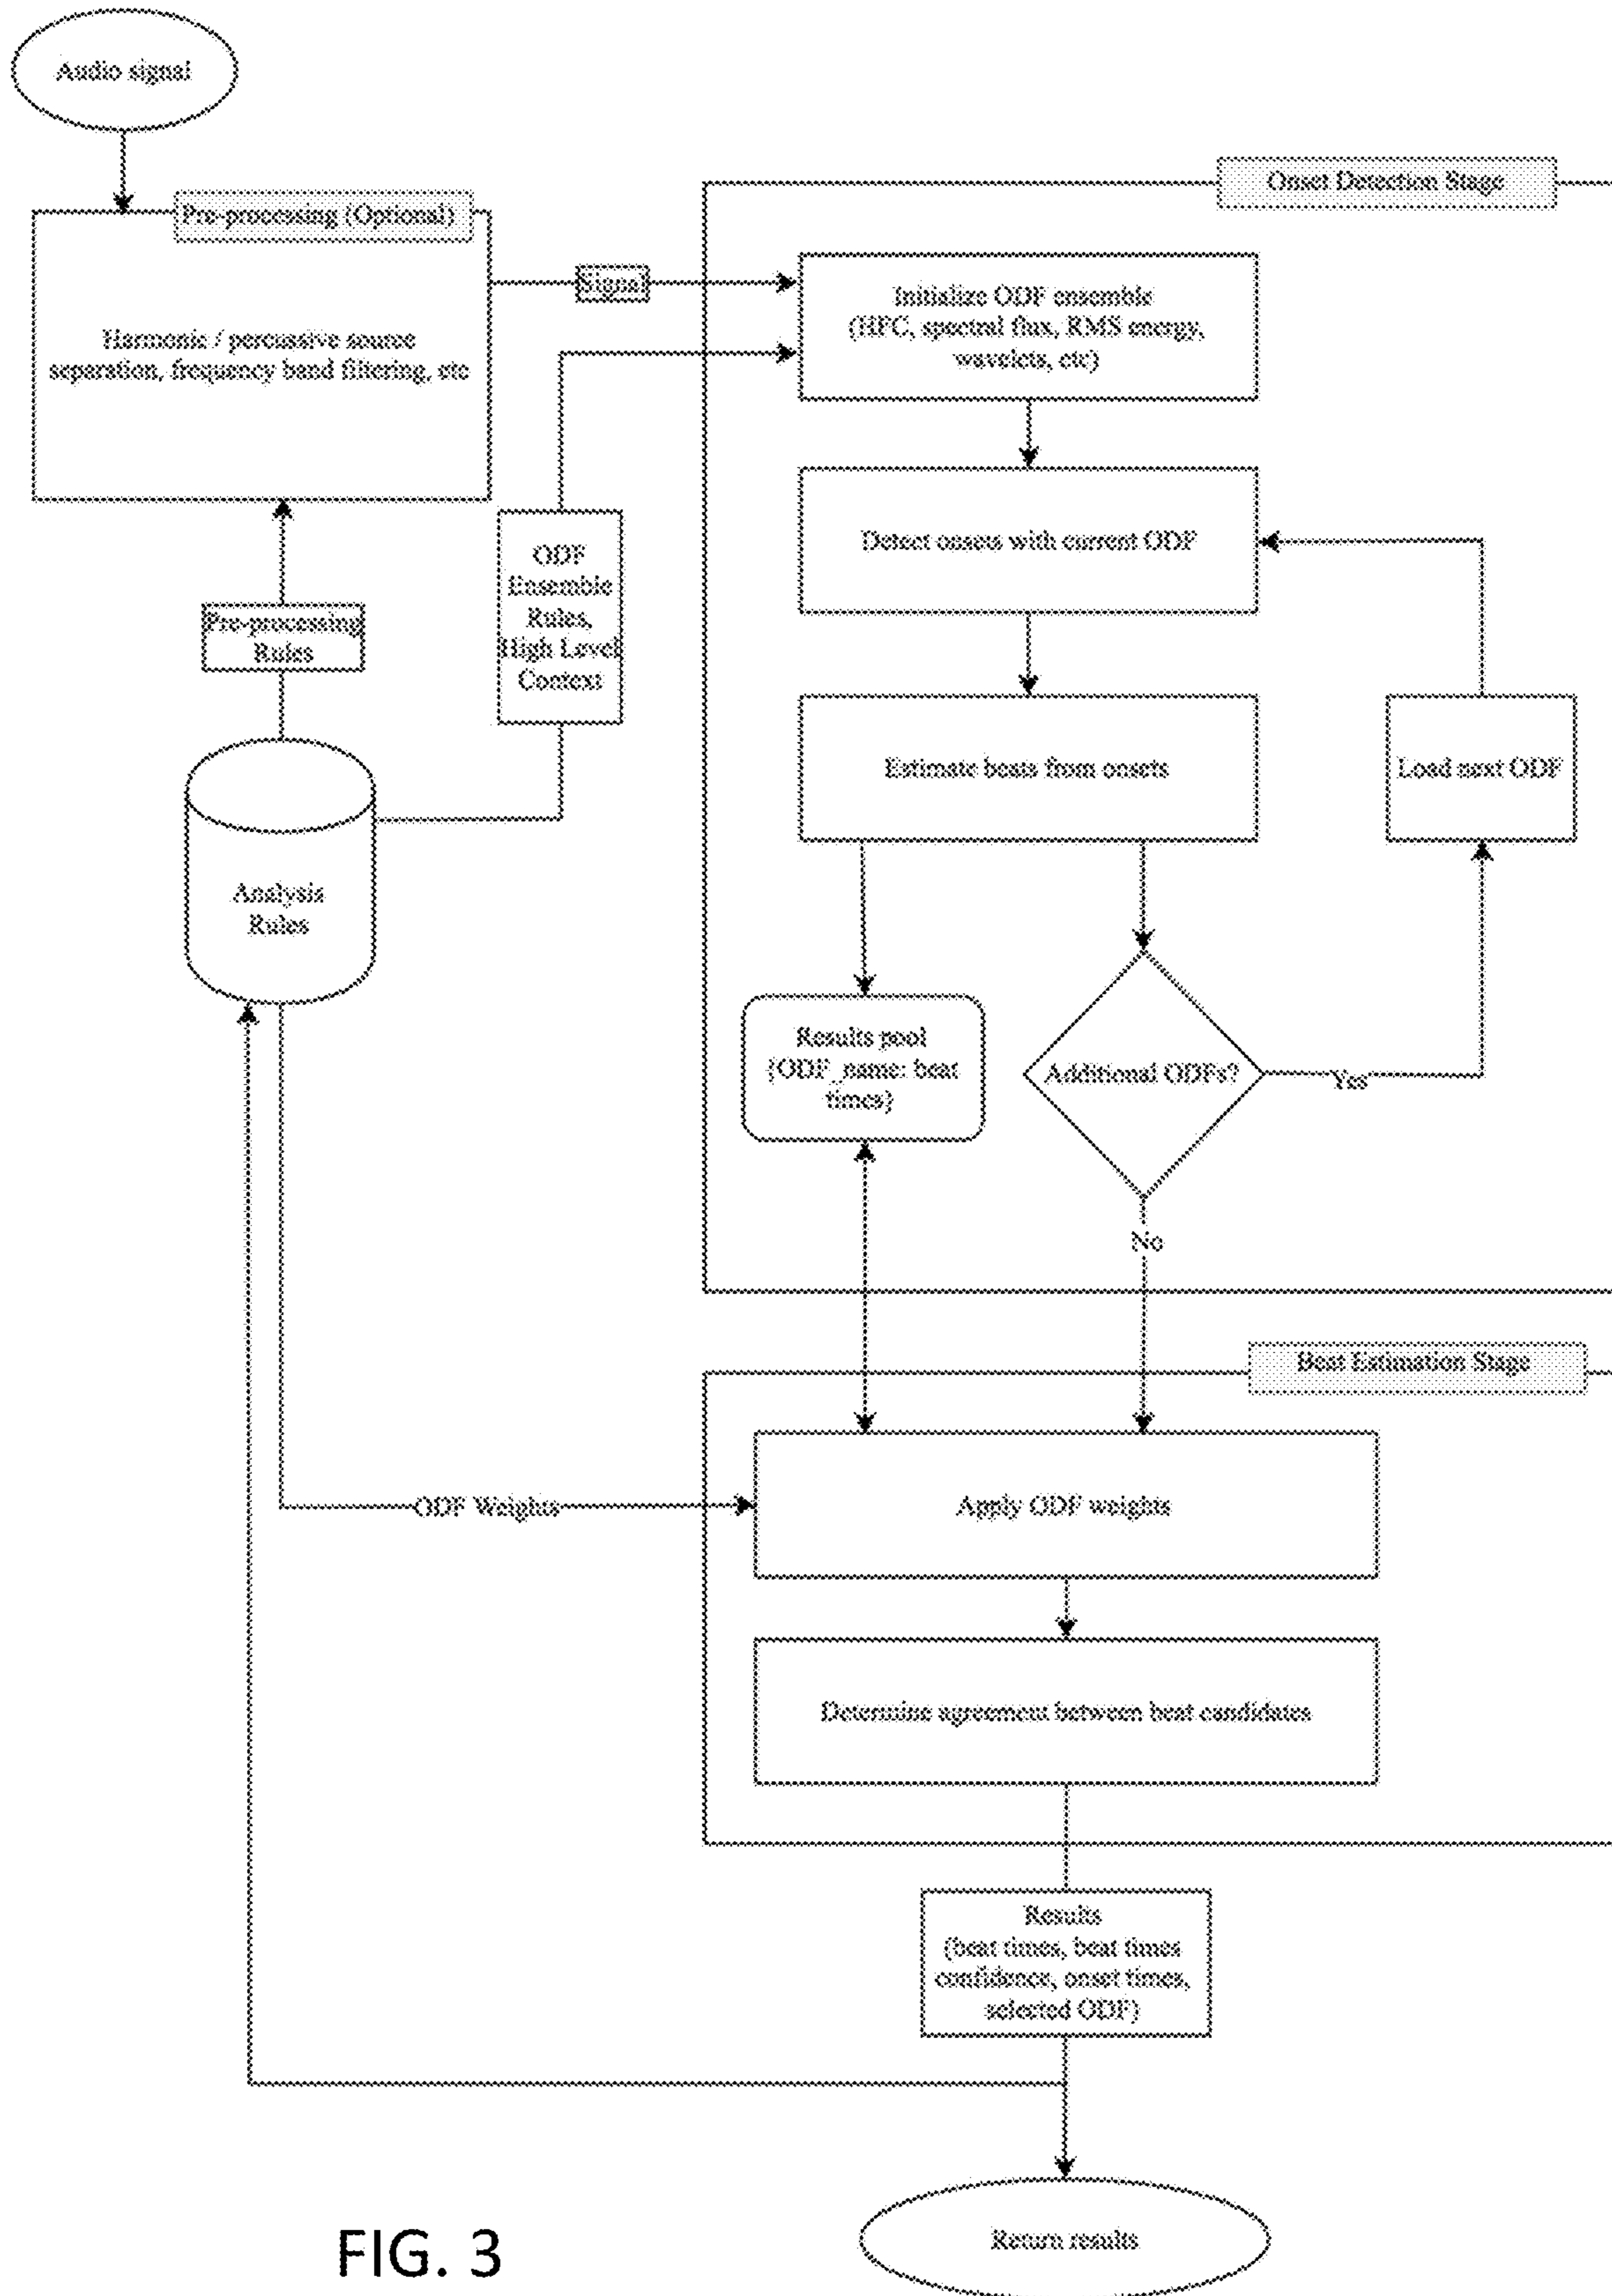 Audio signal
Pre-processing (Optional)
Harmonic / percussive source
separation, frequency band filtering, etc
Signal
Onset Detection Stage
Initialize ODF ensemble
(HFC, spectral flux, RMS energy,
wavelets, etc)
Detect onsets with current ODF
ODF
Ensemble
Rules,
High Level
Context
Pre-processing
Rules
Estimate beats from onsets
Load next ODF
Analysis
Rules
Results pool
{ODF_name: beat
times}
Additional ODFs?
Yes
No
Beat Estimation Stage
ODF Weights
Apply ODF weights
Determine agreement between beat candidates
Results
(beat times, beat times
confidence, onset times,
selected ODF)
Return results
FIG. 3